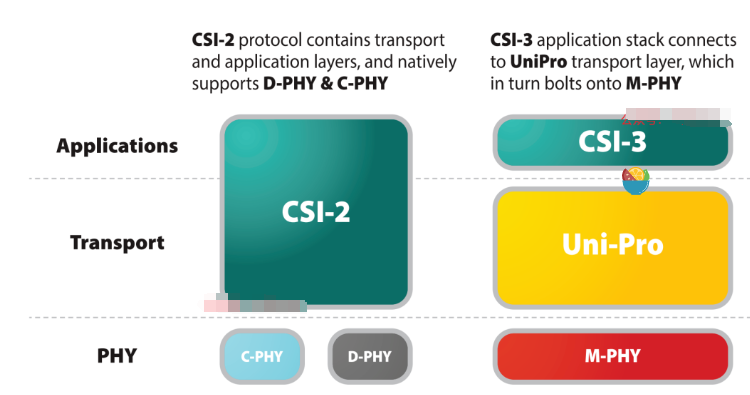 CSI-2 protocol contains transport
and application layers, and natively
supports D-PHY & C-PHY
CSI-3 application stack connects
to UniPro transport layer, which
in turn bolts onto M-PHY
Applications
CSI-3
CSI-2
Transport
Uni-Pro
PHY
C-PHY
D-PHY
M-PHY